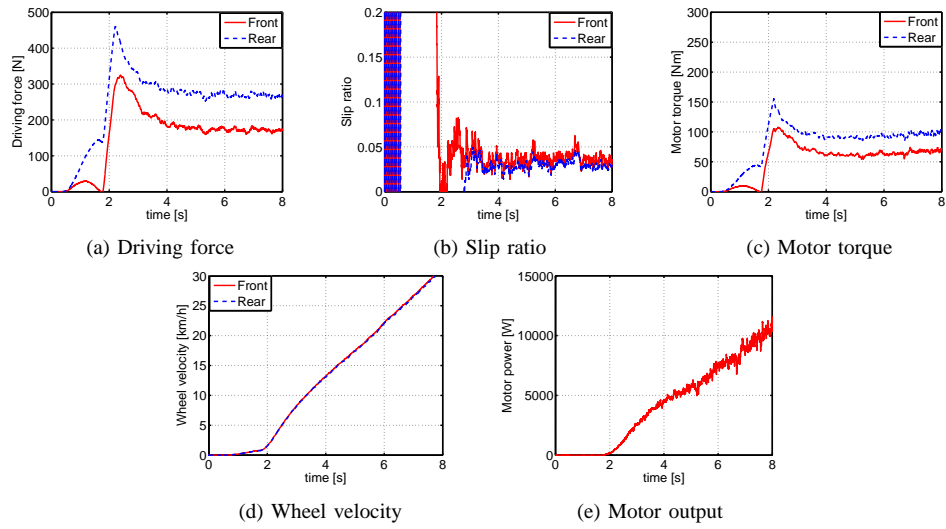 500
400
300
200
100
0
0 2 4 6 8
Driving force [N]
time [s]
Front
Rear
(a) Driving force
0.2
0.15
0.1
0.05
0
0 2 4 6 8
Slip ratio
time [s]
Front
Rear
(b) Slip ratio
300
250
200
150
100
50
0
0 2 4 6 8
Motor torque [Nm]
time [s]
Front
Rear
(c) Motor torque
30
25
20
15
10
5
0
0 2 4 6 8
Wheel velocity [km/h]
time [s]
Front
Rear
(d) Wheel velocity
15000
10000
5000
0
0 2 4 6 8
Motor power [W]
time [s]
(e) Motor output